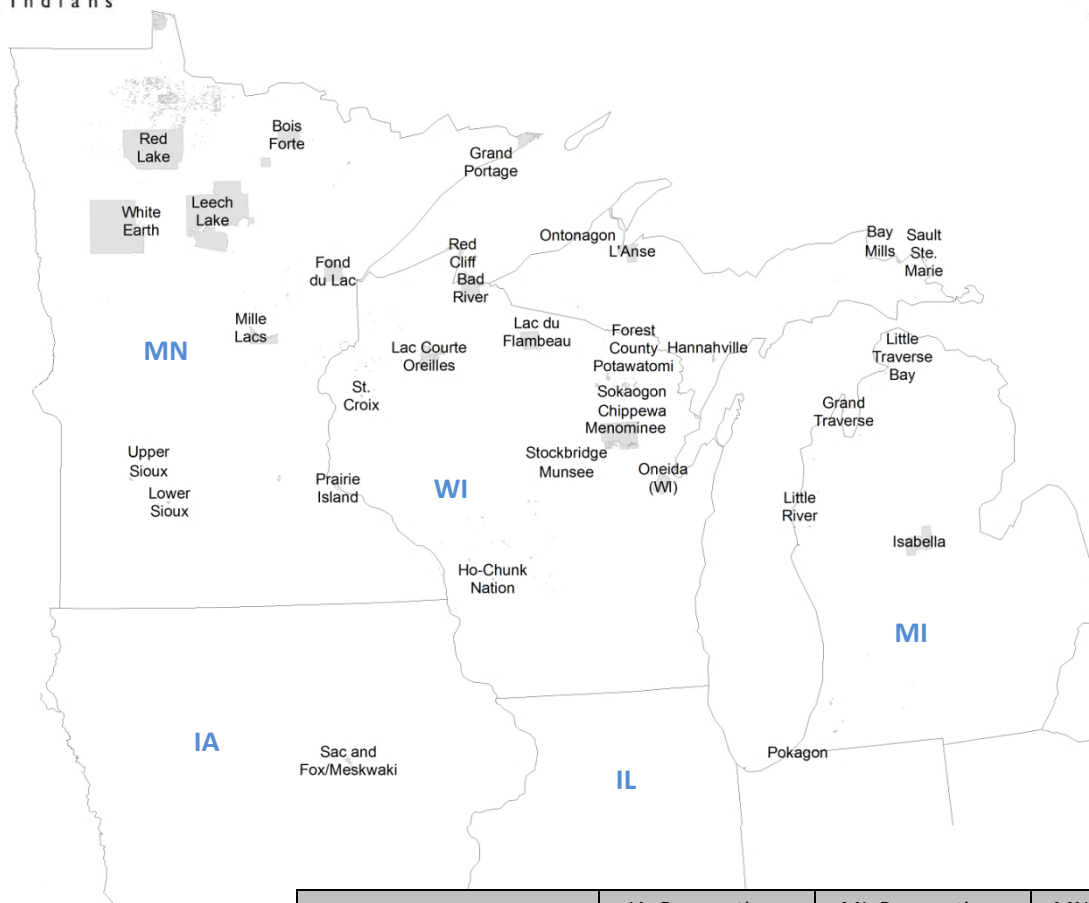 Indians
Red
Lake
Bois
Forte
Grand
Portage
White
Earth
Leech
Lake
Ontonagon
L'Anse
Bay
Mills
Sault
Ste.
Marie
Red
Cliff
Bad
River
Fond
du Lac
Mille
Lacs
MN
Lac du
Flambeau
Forest
County
Potawatomi
Hannahville
Little
Traverse
Bay
Lac Courte
Oreilles
St.
Croix
Sokaogon
Chippewa
Menominee
Grand
Traverse
Upper
Sioux
Lower
Sioux
Prairie
Island
WI
Stockbridge
Munsee
Oneida
(WI)
Little
River
Isabella
Ho-Chunk
Nation
MI
IA
Sac and
Fox/Meskwaki
IL
Pokagon